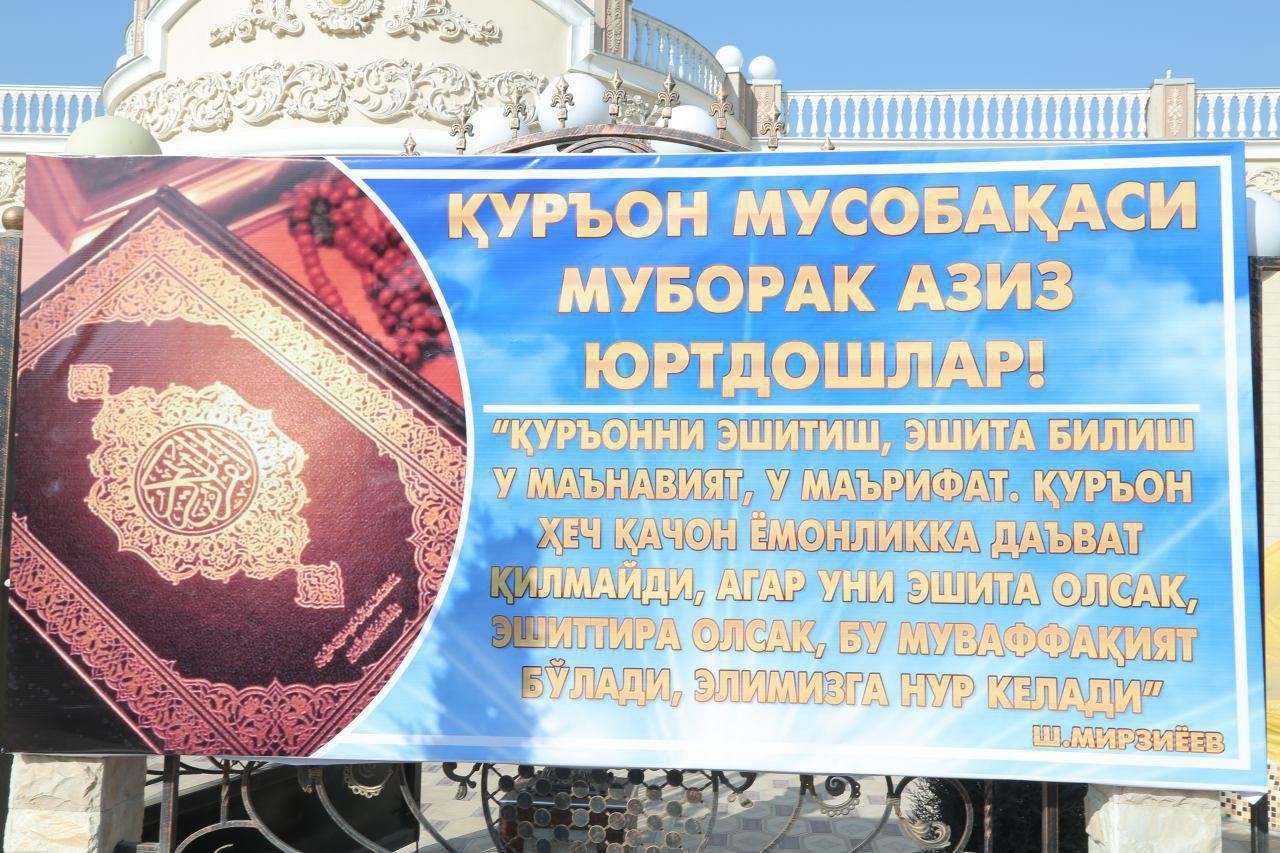 ҚУРЪОН МУСОБАҚАСИ
МУБОРАК АЗИЗ
ЮРТДОШЛАР!
“ҚУРЪОННИ ЭШИТИШ, ЭШИТА БИЛИШ
У МАЪНАВИЯТ, У МАЪРИФАТ. ҚУРЪОН
ҲЕЧ ҚАЧОН ЁМОНЛИККА ДАЪВАТ
ҚИЛМАЙДИ, АГАР УНИ ЭШИТА ОЛСАК,
ЭШИТТИРА ОЛСАК, БУ МУВАФФАҚИЯТ
БЎЛАДИ, ЭЛИМИЗГА НУР КЕЛАДИ”
Ш.МИРЗИЁЕВ